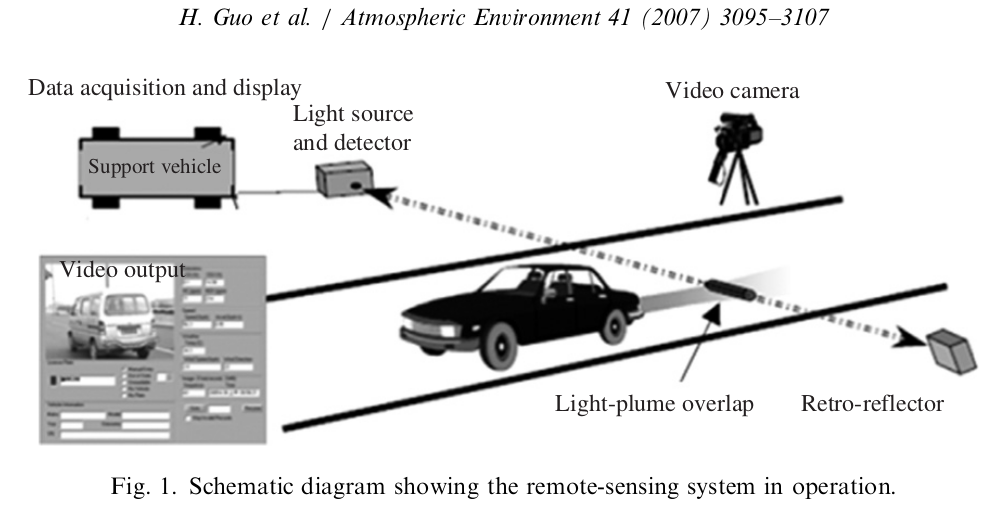 H. Guo et al. / Atmospheric Environment 41 (2007) 3095–3107
Data acquisition and display
Light source
and detector
Video camera
Support vehicle
Video output
Light-plume overlap
Retro-reflector
Fig. 1. Schematic diagram showing the remote-sensing system in operation.